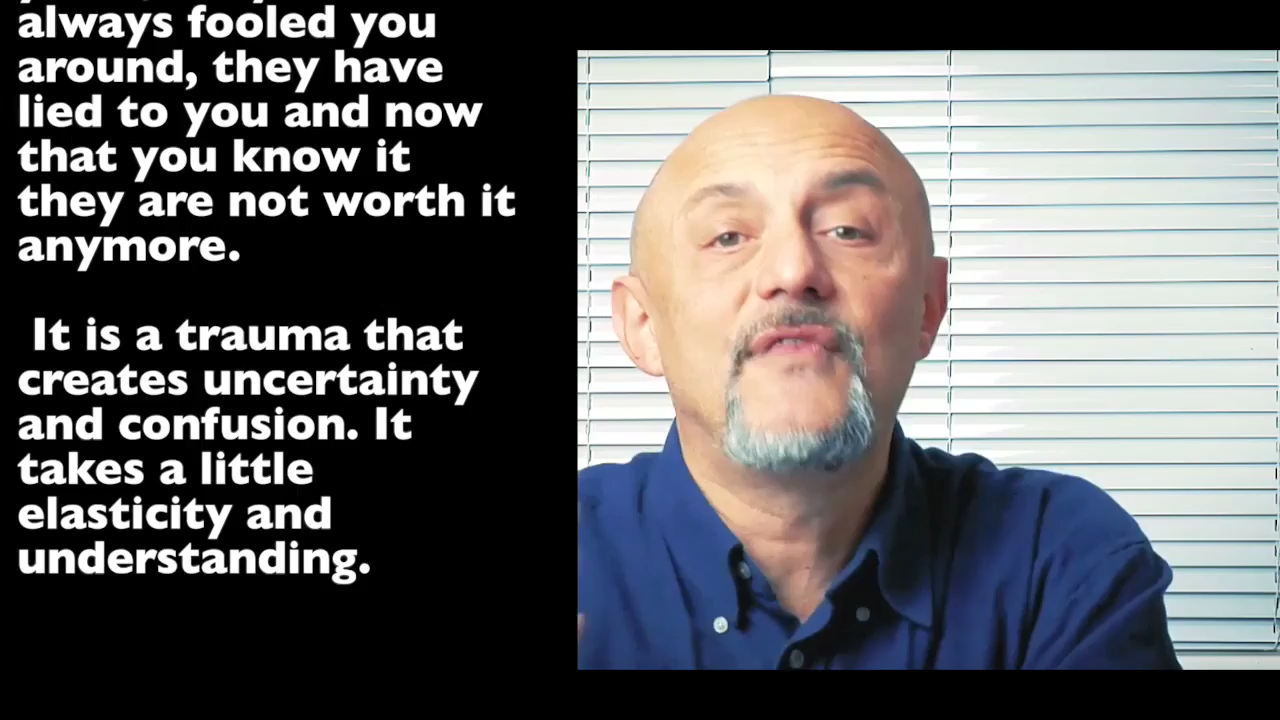 always fooled you
around, they have
lied to you and now
that you know it
they are not worth it
anymore.
It is a trauma that
creates uncertainty
and confusion. It
takes a little
elasticity and
understanding.